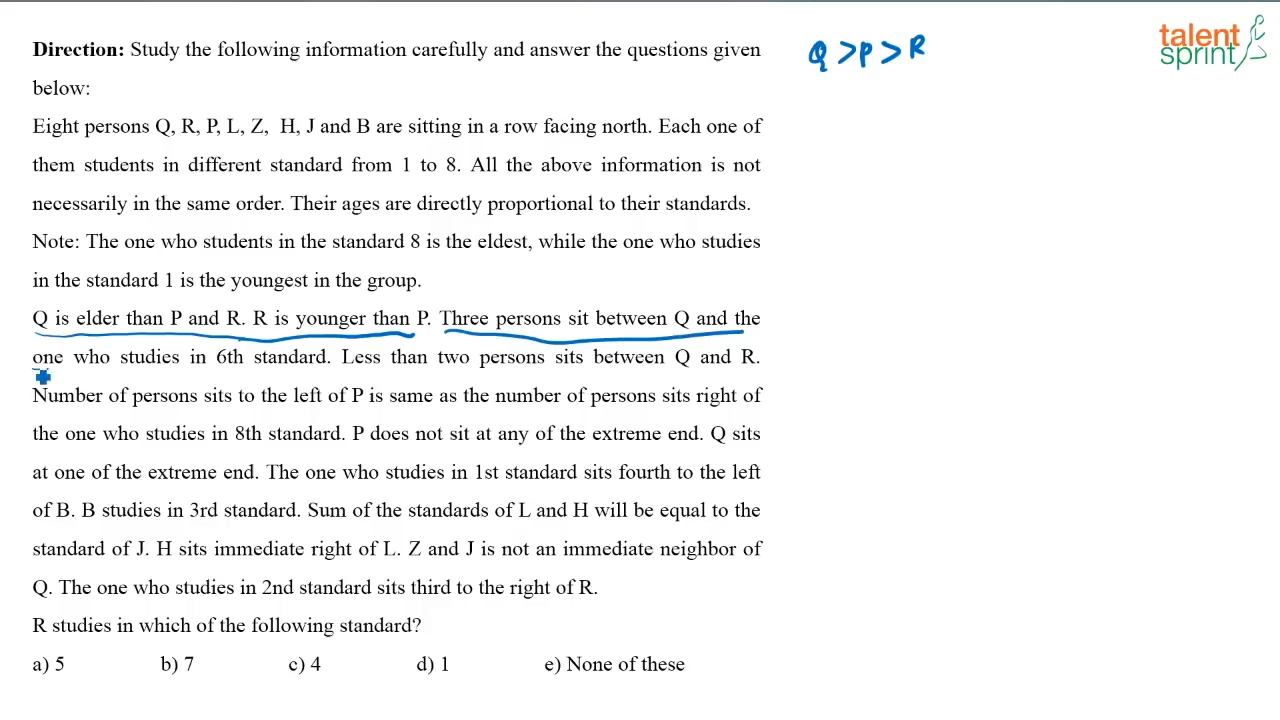 Direction: Study the following information carefully and answer the questions given
below:
Eight persons Q, R, P, L, Z, H, J and B are sitting in a row facing north. Each one of
them students in different standard from 1 to 8. All the above information is not
necessarily in the same order. Their ages are directly proportional to their standards.
Note: The one who students in the standard 8 is the eldest, while the one who studies
in the standard 1 is the youngest in the group.
Q is elder than P and R. R is younger than P. Three persons sit between Q and the
one who studies in 6th standard. Less than two persons sits between Q and R.
Number of persons sits to the left of P is same as the number of persons sits right of
the one who studies in 8th standard. P does not sit at any of the extreme end. Q sits
at one of the extreme end. The one who studies in 1st standard sits fourth to the left
of B. B studies in 3rd standard. Sum of the standards of L and H will be equal to the
standard of J. H sits immediate right of L. Z and J is not an immediate neighbor of
Q. The one who studies in 2nd standard sits third to the right of R.
R studies in which of the following standard?
a) 5 b) 7 c) 4 d) 1 e) None of these
Q > P > R
talent
sprint